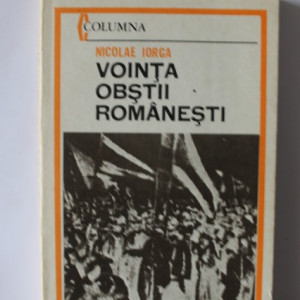 COLUMNA
NICOLAE IORGA
VOINȚA
OBȘTII
ROMÂNEȘTI